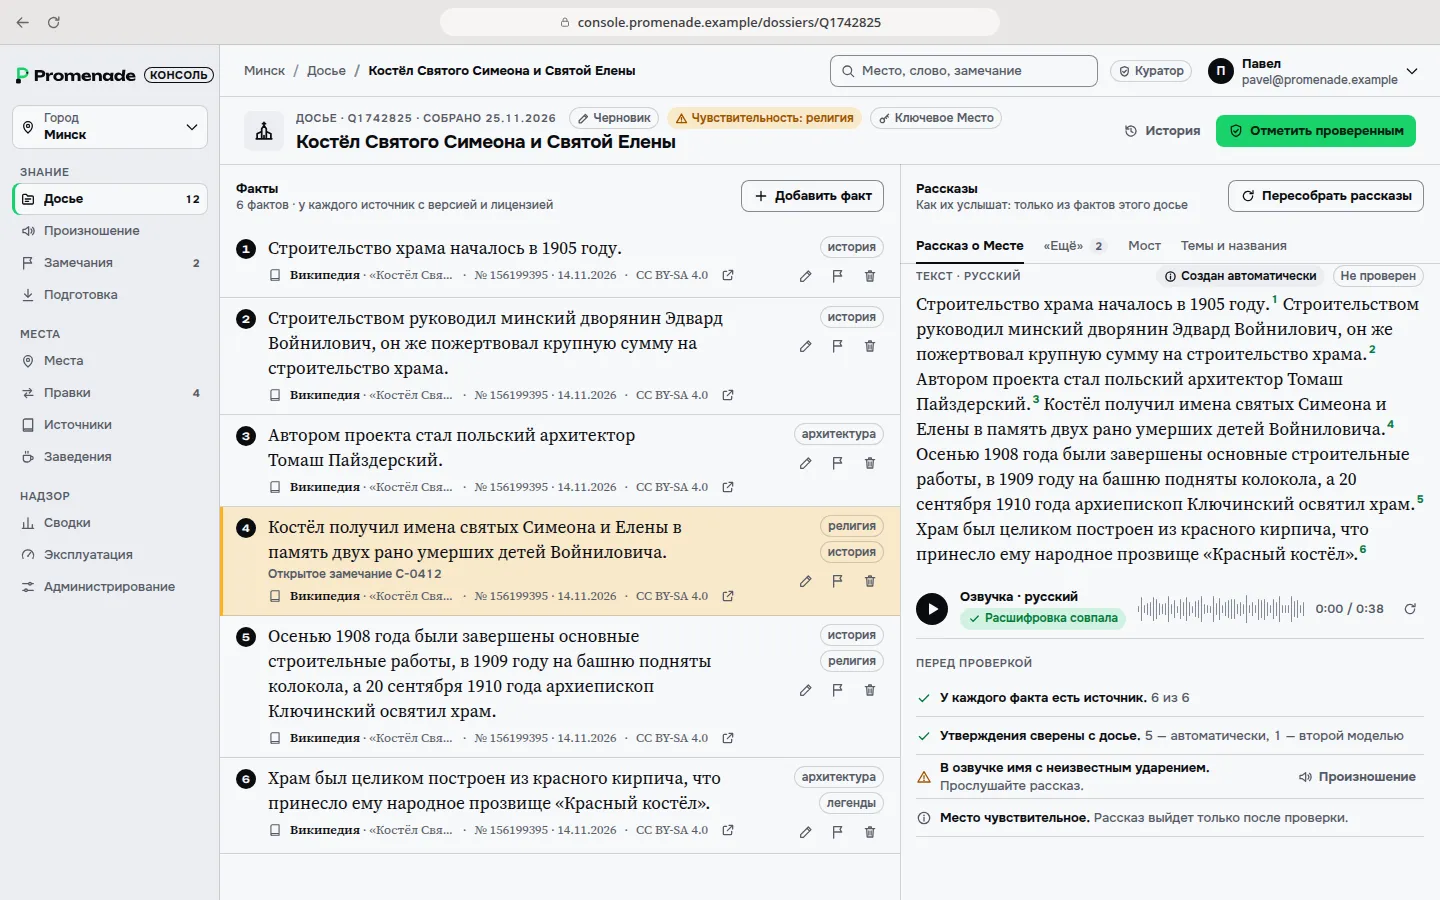 console.promenade.example/dossiers/Q1742825
Promenade КОНСОЛЬ
Город
Минск
ЗНАНИЕ
Досье 12
Произношение
Замечания 2
Подготовка
МЕСТА
Места
Правки 4
Источники
Заведения
НАДЗОР
Сводки
Эксплуатация
Администрирование
Минск / Досье / Костёл Святого Симеона и Святой Елены
Место, слово, замечание
Куратор
П
Павел
pavel@promenade.example
ДОСЬЕ · Q1742825 · СОБРАНО 25.11.2026
Черновик
Чувствительность: религия
Ключевое Место
Костёл Святого Симеона и Святой Елены
История
Отметить проверенным
Факты
6 фактов · у каждого источник с версией и лицензией
Добавить факт
1 Строительство храма началось в 1905 году.
история
Википедия · «Костёл Свя… · № 156199395 · 14.11.2026 · CC BY-SA 4.0
2 Строительством руководил минский дворянин Эдвард
Войнилович, он же пожертвовал крупную сумму на
строительство храма.
история
Википедия · «Костёл Свя… · № 156199395 · 14.11.2026 · CC BY-SA 4.0
3 Автором проекта стал польский архитектор
Томаш Пайздерский.
архитектура
Википедия · «Костёл Свя… · № 156199395 · 14.11.2026 · CC BY-SA 4.0
4 Костёл получил имена святых Симеона и Елены в
память двух рано умерших детей Войниловича.
религия
история
Открытое замечание С-0412
Википедия · «Костёл Свя… · № 156199395 · 14.11.2026 · CC BY-SA 4.0
5 Осенью 1908 года были завершены основные
строительные работы, в 1909 году на башню подняты
колокола, а 20 сентября 1910 года архиепископ
Ключинский освятил храм.
история
религия
Википедия · «Костёл Свя… · № 156199395 · 14.11.2026 · CC BY-SA 4.0
6 Храм был целиком построен из красного кирпича, что
принесло ему народное прозвище «Красный костёл».
архитектура
легенды
Википедия · «Костёл Свя… · № 156199395 · 14.11.2026 · CC BY-SA 4.0
Рассказы
Как их услышат: только из фактов этого досье
Пересобрать рассказы
Рассказ о Месте
«Ещё» 2
Мост
Темы и названия
ТЕКСТ · РУССКИЙ
Создан автоматически
Не проверен
Строительство храма началось в 1905 году. 1 Строительством
руководил минский дворянин Эдвард Войнилович, он же
пожертвовал крупную сумму на строительство храма. 2
Автором проекта стал польский архитектор Томаш
Пайздерский. 3 Костёл получил имена святых Симеона и
Елены в память двух рано умерших детей Войниловича. 4
Осенью 1908 года были завершены основные строительные
работы, в 1909 году на башню подняты колокола, а 20
сентября 1910 года архиепископ Ключинский освятил храм. 5
Храм был целиком построен из красного кирпича, что
принесло ему народное прозвище «Красный костёл». 6
Озвучка · русский
Расшифровка совпала
0:00 / 0:38
ПЕРЕД ПРОВЕРКОЙ
У каждого факта есть источник. 6 из 6
Утверждения сверены с досье. 5 — автоматически, 1 — второй моделью
В озвучке имя с неизвестным ударением.
Прослушайте рассказ.
Произношение
Место чувствительное. Рассказ выйдет только после проверки.